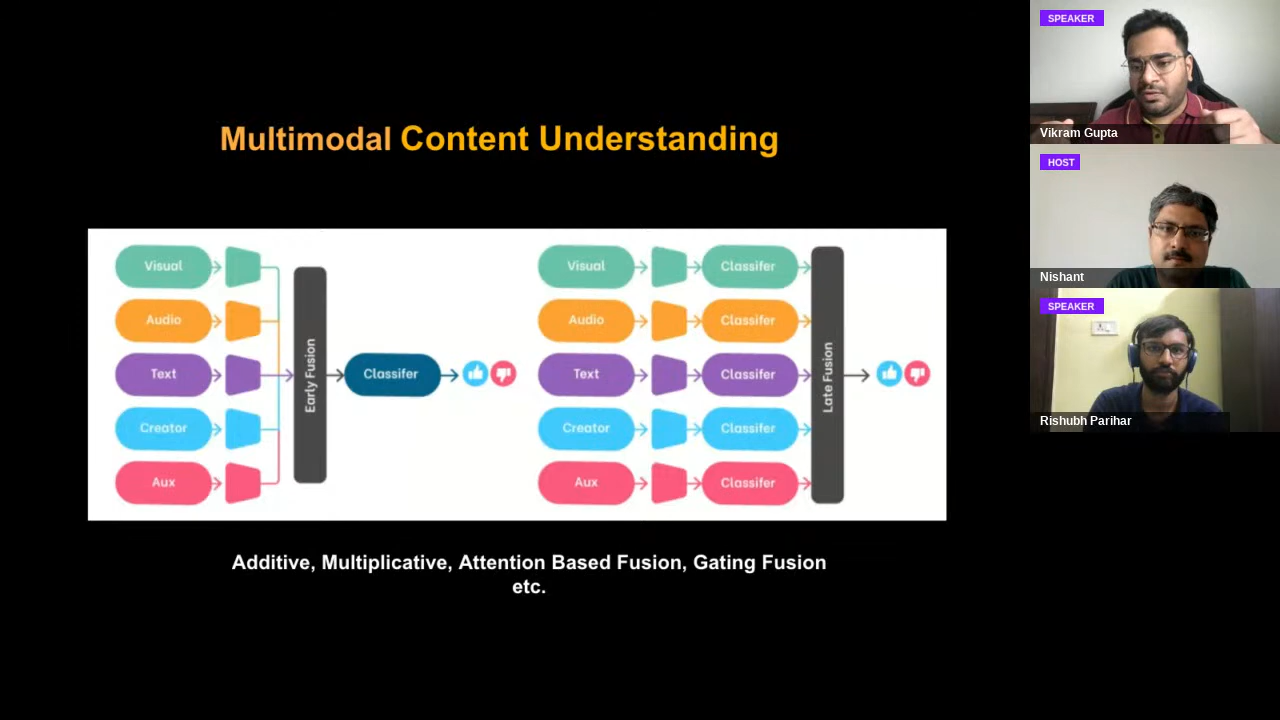 Multimodal Content Understanding
Visual
Audio
Text
Creator
Aux
Early Fusion
Classifer
Visual
Classifer
Audio
Classifer
Text
Classifer
Creator
Classifer
Aux
Classifer
Late Fusion
Additive, Multiplicative, Attention Based Fusion, Gating Fusion
etc.
SPEAKER
Vikram Gupta
HOST
Nishant
SPEAKER
Rishubh Parihar